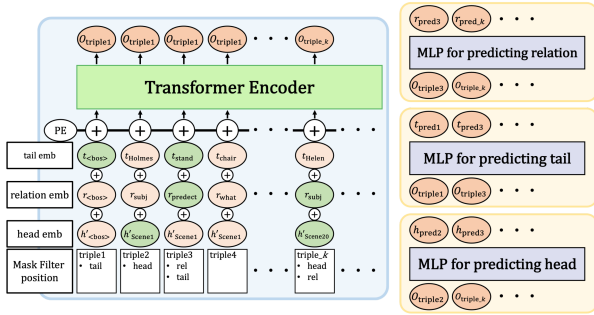 O_triple1 O_triple1 O_triple1 O_triple1 · · · O_triple_k
Transformer Encoder
PE + + + + + · · ·
tail emb t_<bos> t_Holmes t_stand t_chair · · · t_Helen · · ·
+ + + + +
relation emb r_<bos> r_subj r_predect r_what · · · r_subj · · ·
+ + + + +
head emb h'_<bos> h'_Scene1 h'_Scene1 h'_Scene1 · · · h'_Scene20 · · ·
Mask Filter position
triple1
• tail
triple2
• head
triple3
• rel
• tail
triple4
· · ·
triple_k
• head
• rel
· · ·
r_pred3 r_pred_k · · ·
MLP for predicting relation
O_triple3 O_triple_k · · ·
t_pred1 t_pred3 · · ·
MLP for predicting tail
O_triple1 O_triple3 · · ·
h_pred2 h_pred3 · · ·
MLP for predicting head
O_triple2 O_triple_k · · ·